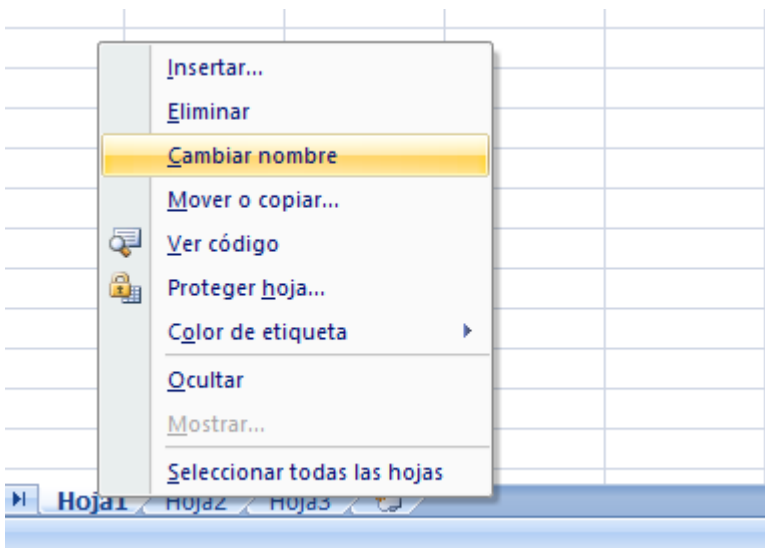 Insertar...
Eliminar
Cambiar nombre
Mover o copiar...
Ver código
Proteger hoja...
Color de etiqueta
Ocultar
Mostrar...
Seleccionar todas las hojas
Hoja1 Hoja2 Hoja3